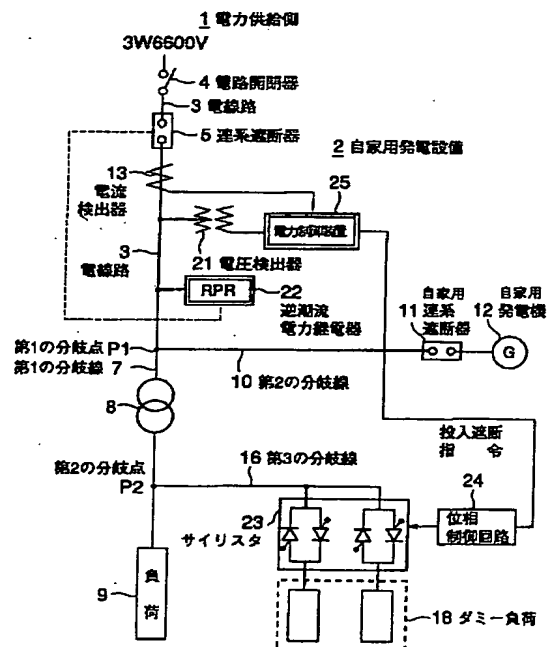 1 電力供給側
3W6600V
4 電路開閉器
3 電線路
5 連系遮断器
2 自家用発電設備
13
電流
検出器
25
電力制御装置
3
電線路
21 電圧検出器
RPR
22
逆潮流
電力継電器
自家用
11 連系
遮断器
自家用
12 発電機
G
第1の分岐点 P1
第1の分岐線 7
10 第2の分岐線
8
投入遮断
指 令
第2の分岐点
P2
16 第3の分岐線
24
23
位相
制御回路
サイリスタ
9
負
荷
18 ダミー負荷